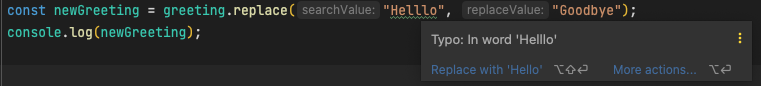 const newGreeting = greeting.replace( searchValue: "Helllo", replaceValue: "Goodbye");
console.log(newGreeting);
Typo: In word 'Helllo'
Replace with 'Hello' ⌥⇧⏎ More actions... ⌥⏎